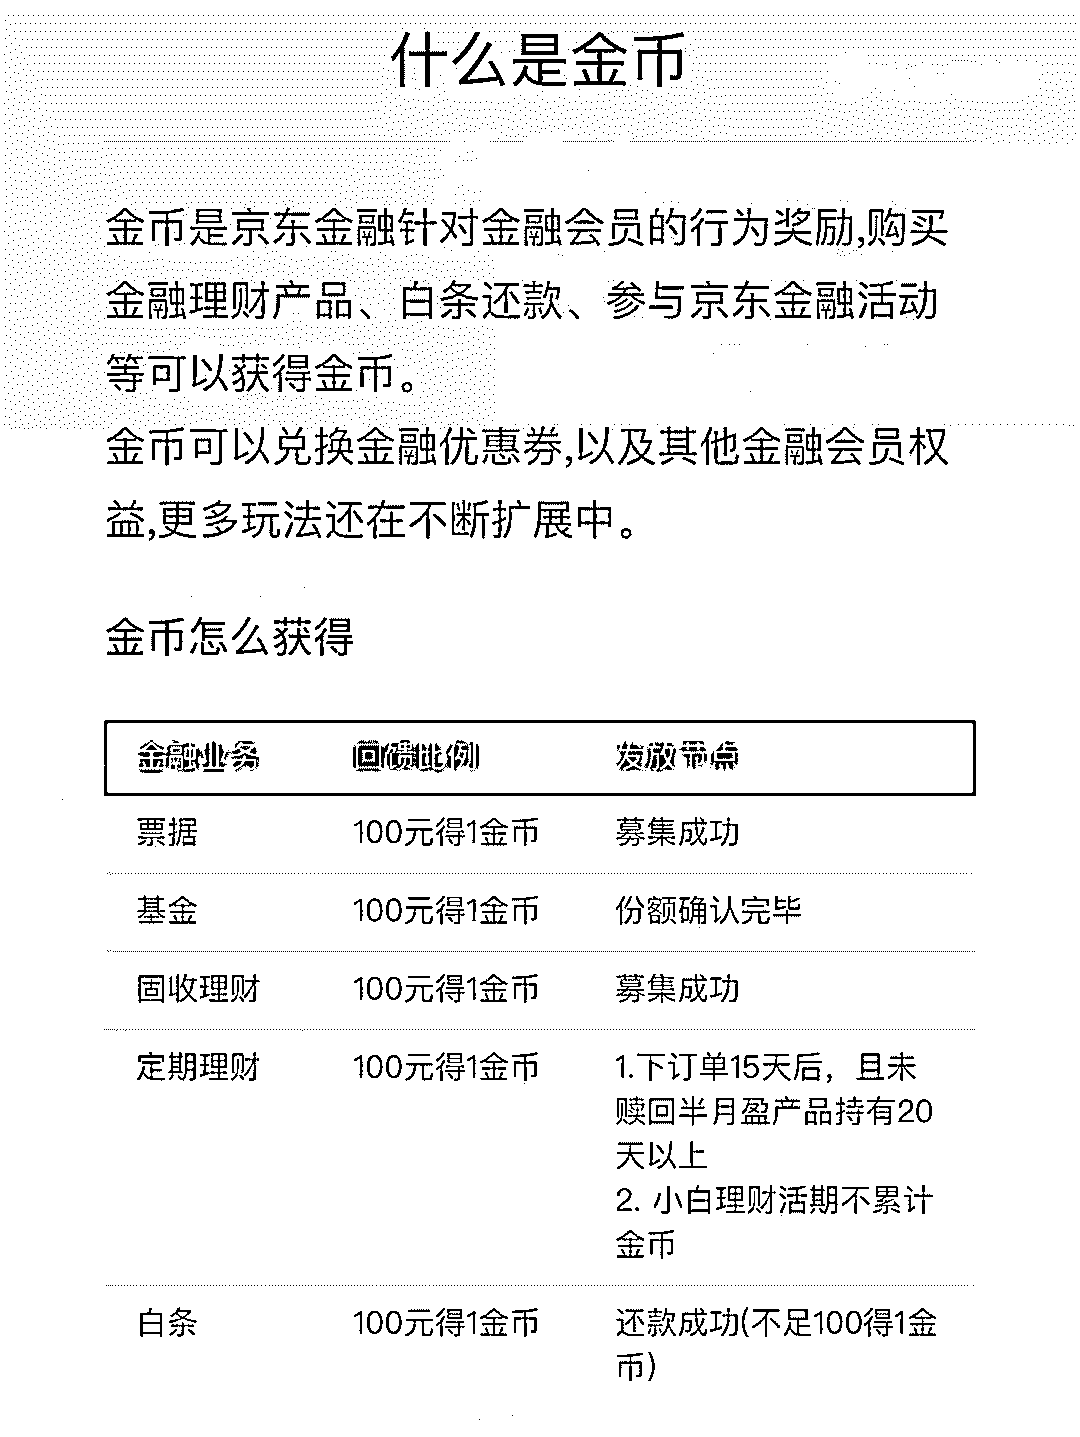 什么是金币
金币是京东金融针对金融会员的行为奖励,购买
金融理财产品、白条还款、参与京东金融活动
等可以获得金币。
金币可以兑换金融优惠券,以及其他金融会员权
益,更多玩法还在不断扩展中。
金币怎么获得
金融业务 回馈比例 发放节点
票据 100元得1金币 募集成功
基金 100元得1金币 份额确认完毕
固收理财 100元得1金币 募集成功
定期理财 100元得1金币 1.下订单15天后，且未
赎回半月盈产品持有20
天以上
2. 小白理财活期不累计
金币
白条 100元得1金币 还款成功(不足100得1金
币)